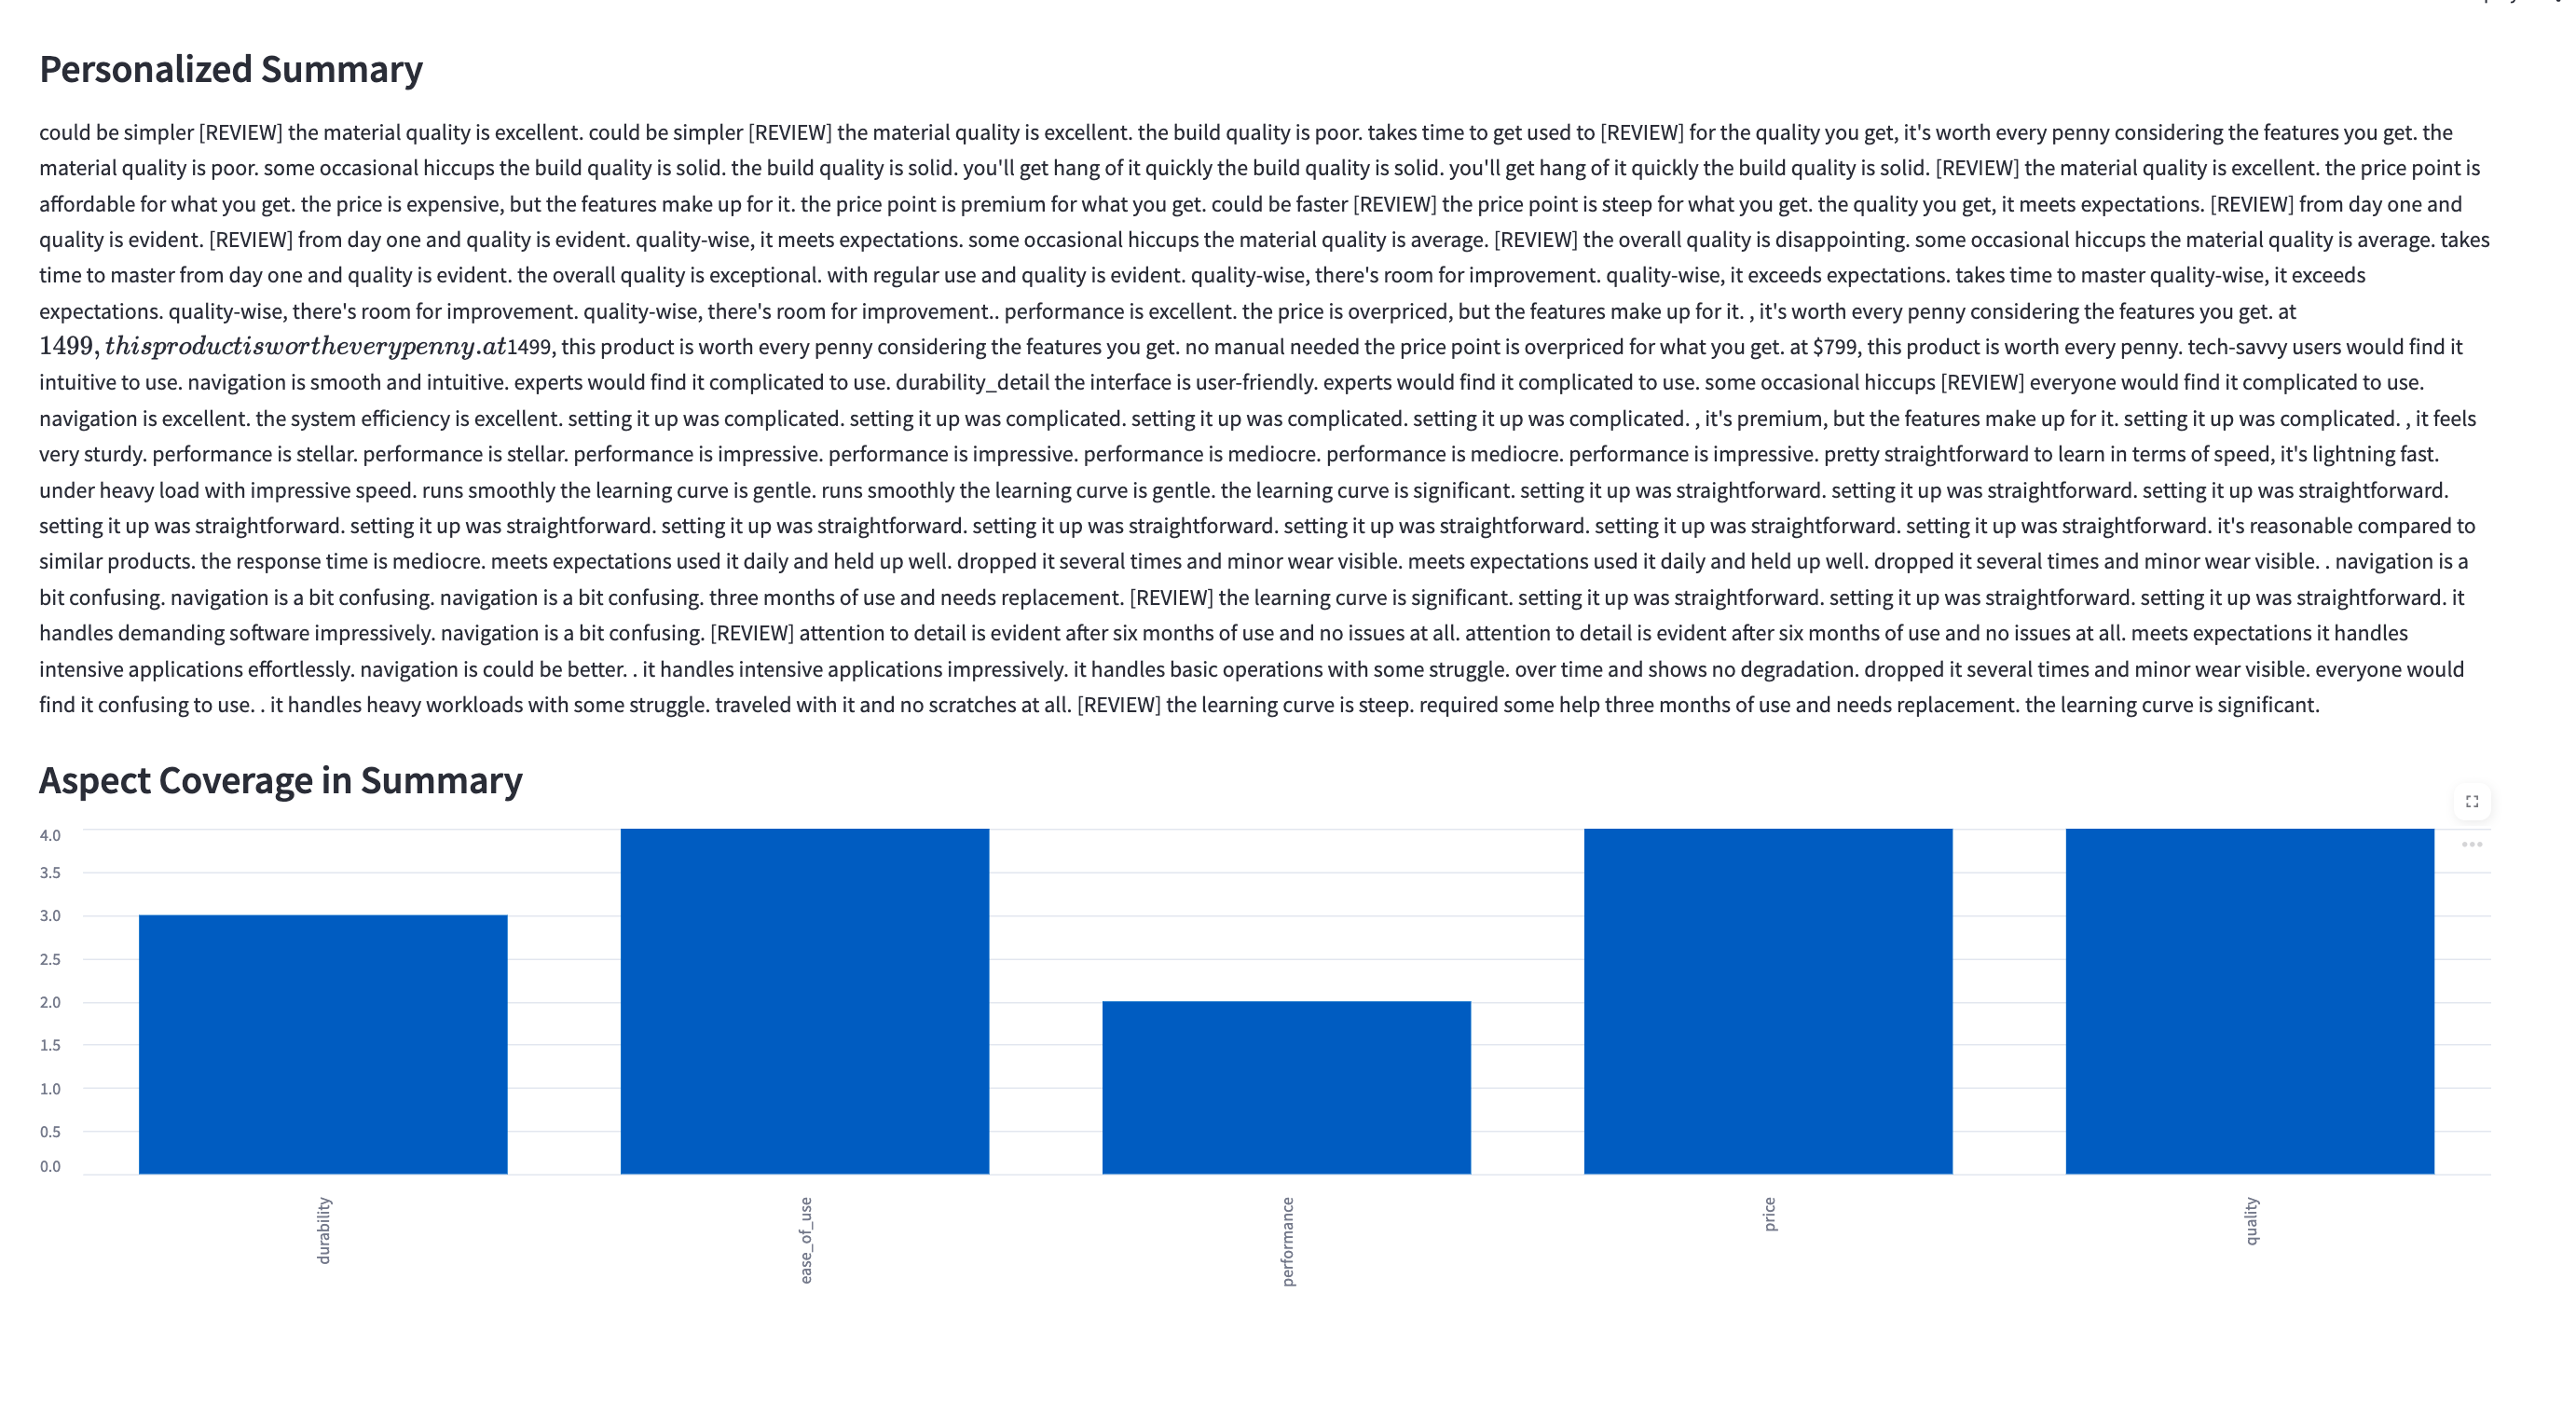 Personalized Summary
could be simpler [REVIEW] the material quality is excellent. could be simpler [REVIEW] the material quality is excellent. the build quality is poor. takes time to get used to [REVIEW] for the quality you get, it's worth every penny considering the features you get. the
material quality is poor. some occasional hiccups the build quality is solid. the build quality is solid. you'll get hang of it quickly the build quality is solid. you'll get hang of it quickly the build quality is solid. [REVIEW] the material quality is excellent. the price point is
affordable for what you get. the price is expensive, but the features make up for it. the price point is premium for what you get. could be faster [REVIEW] the price point is steep for what you get. the quality you get, it meets expectations. [REVIEW] from day one and
quality is evident. [REVIEW] from day one and quality is evident. quality-wise, it meets expectations. some occasional hiccups the material quality is average. [REVIEW] the overall quality is disappointing. some occasional hiccups the material quality is average. takes
time to master from day one and quality is evident. the overall quality is exceptional. with regular use and quality is evident. quality-wise, there's room for improvement. quality-wise, it exceeds expectations. takes time to master quality-wise, it exceeds
expectations. quality-wise, there's room for improvement. quality-wise, there's room for improvement.. performance is excellent. the price is overpriced, but the features make up for it. , it's worth every penny considering the features you get. at
1499, thisproductiswortheverypenny.at1499, this product is worth every penny considering the features you get. no manual needed the price point is overpriced for what you get. at $799, this product is worth every penny. tech-savvy users would find it
intuitive to use. navigation is smooth and intuitive. experts would find it complicated to use. durability_detail the interface is user-friendly. experts would find it complicated to use. some occasional hiccups [REVIEW] everyone would find it complicated to use.
navigation is excellent. the system efficiency is excellent. setting it up was complicated. setting it up was complicated. setting it up was complicated. setting it up was complicated. , it's premium, but the features make up for it. setting it up was complicated. , it feels
very sturdy. performance is stellar. performance is stellar. performance is impressive. performance is impressive. performance is mediocre. performance is mediocre. performance is impressive. pretty straightforward to learn in terms of speed, it's lightning fast.
under heavy load with impressive speed. runs smoothly the learning curve is gentle. runs smoothly the learning curve is gentle. the learning curve is significant. setting it up was straightforward. setting it up was straightforward. setting it up was straightforward.
setting it up was straightforward. setting it up was straightforward. setting it up was straightforward. setting it up was straightforward. setting it up was straightforward. setting it up was straightforward. setting it up was straightforward. it's reasonable compared to
similar products. the response time is mediocre. meets expectations used it daily and held up well. dropped it several times and minor wear visible. meets expectations used it daily and held up well. dropped it several times and minor wear visible. . navigation is a
bit confusing. navigation is a bit confusing. navigation is a bit confusing. three months of use and needs replacement. [REVIEW] the learning curve is significant. setting it up was straightforward. setting it up was straightforward. setting it up was straightforward. it
handles demanding software impressively. navigation is a bit confusing. [REVIEW] attention to detail is evident after six months of use and no issues at all. attention to detail is evident after six months of use and no issues at all. meets expectations it handles
intensive applications effortlessly. navigation is could be better. . it handles intensive applications impressively. it handles basic operations with some struggle. over time and shows no degradation. dropped it several times and minor wear visible. everyone would
find it confusing to use. . it handles heavy workloads with some struggle. traveled with it and no scratches at all. [REVIEW] the learning curve is steep. required some help three months of use and needs replacement. the learning curve is significant.
Aspect Coverage in Summary
4.0
3.5
3.0
2.5
2.0
1.5
1.0
0.5
0.0
durability
ease_of_use
performance
price
quality